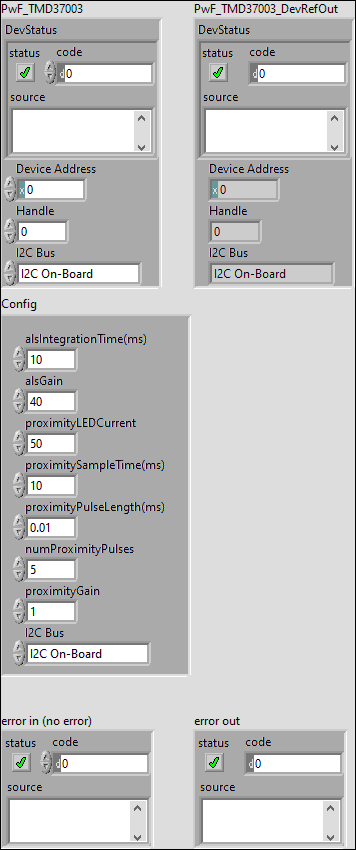 PwF_TMD37003
DevStatus
status code
d 0
source
Device Address
x 0
Handle
0
I2C Bus
I2C On-Board
PwF_TMD37003_DevRefOut
DevStatus
status code
d 0
source
Device Address
x 0
Handle
0
I2C Bus
I2C On-Board
Config
alsIntegrationTime(ms)
10
alsGain
40
proximityLEDCurrent
50
proximitySampleTime(ms)
10
proximityPulseLength(ms)
0.01
numProximityPulses
5
proximityGain
1
I2C Bus
I2C On-Board
error in (no error)
status code
d 0
source
error out
status code
d 0
source